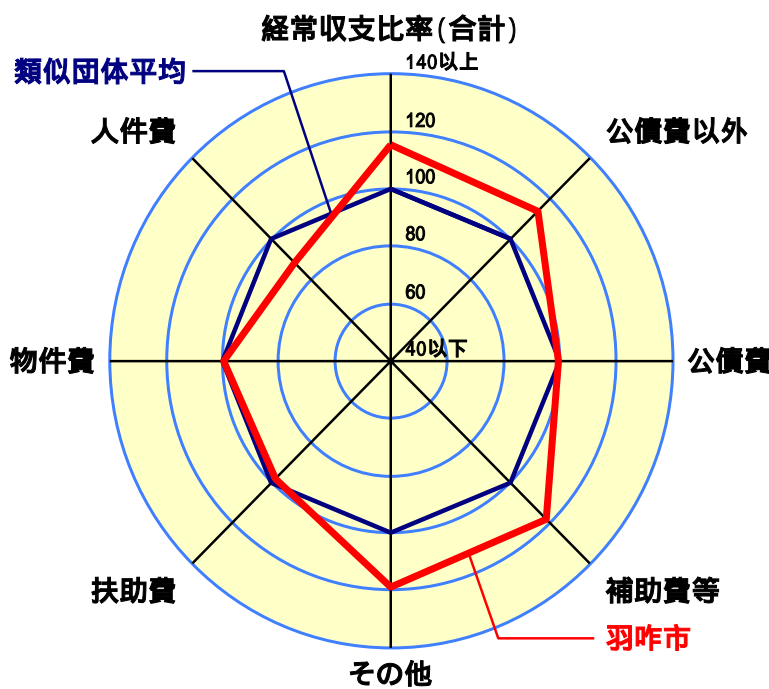 経常収支比率(合計)
140以上
類似団体平均
人件費
120
公債費以外
100
80
60
40以下
物件費
公債費
扶助費
補助費等
羽咋市
その他